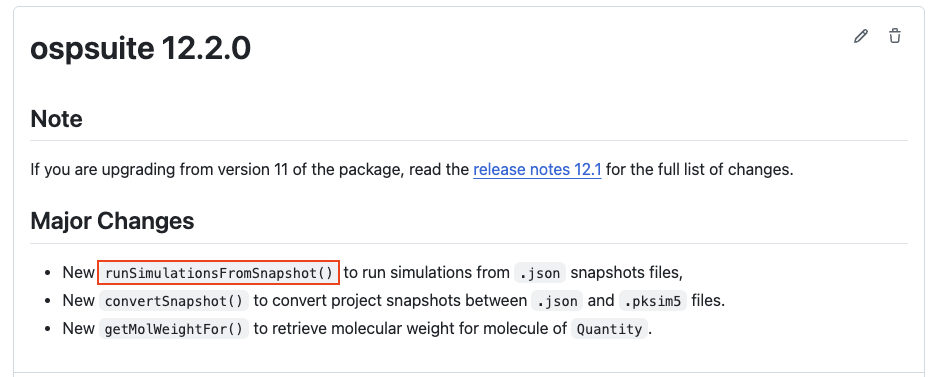 ospsuite 12.2.0
Note
If you are upgrading from version 11 of the package, read the release notes 12.1 for the full list of changes.
Major Changes
• New runSimulationsFromSnapshot() to run simulations from .json snapshots files,
• New convertSnapshot() to convert project snapshots between .json and .pksim5 files.
• New getMolWeightFor() to retrieve molecular weight for molecule of Quantity.